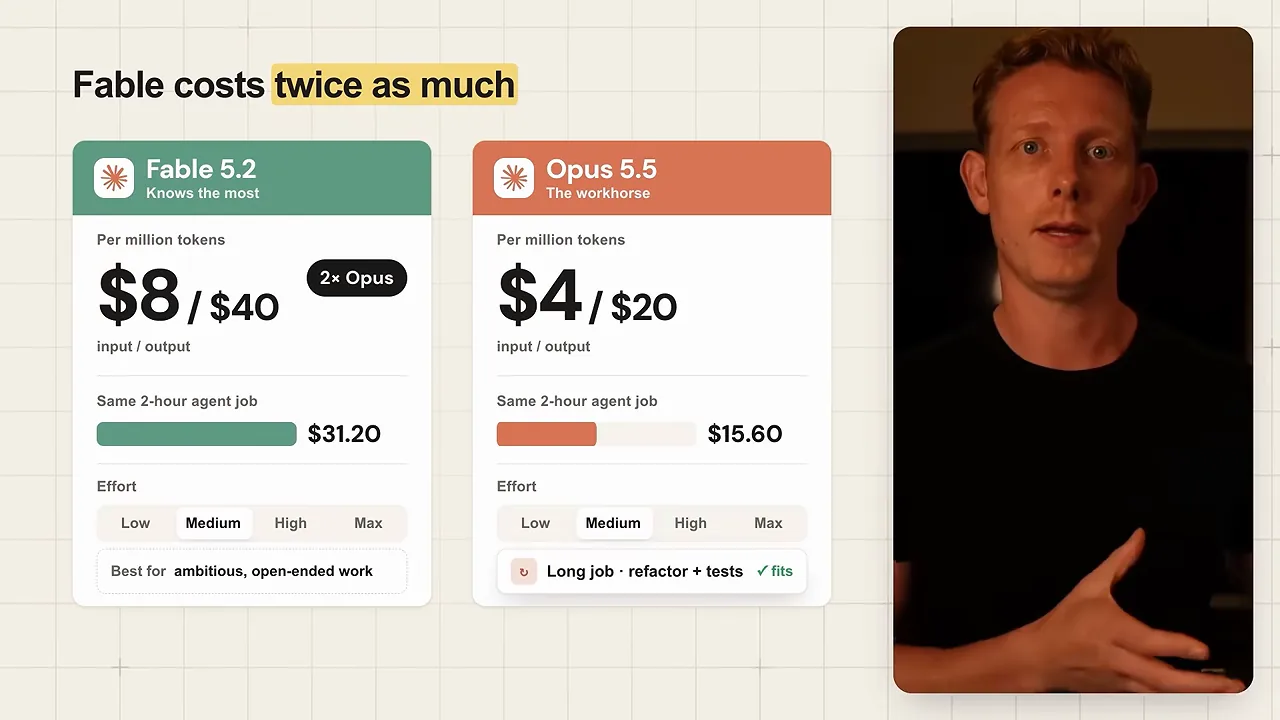 Fable costs twice as much
Fable 5.2
Knows the most
Per million tokens
$8 / $40
2× Opus
input / output
Same 2-hour agent job
$31.20
Effort
Low Medium High Max
Best for ambitious, open-ended work
Opus 5.5
The workhorse
Per million tokens
$4 / $20
input / output
Same 2-hour agent job
$15.60
Effort
Low Medium High Max
↻ Long job · refactor + tests ✓ fits